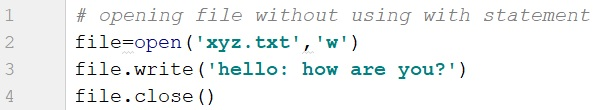 1 # opening file without using with statement
2 file=open('xyz.txt','w')
3 file.write('hello: how are you?')
4 file.close()